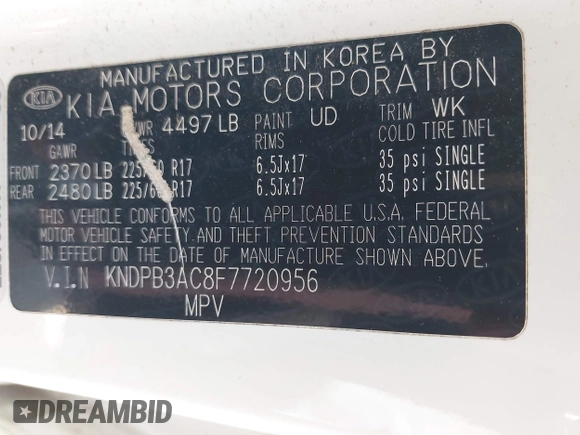 MANUFACTURED IN KOREA BY
KIA KIA MOTORS CORPORATION
10/14 4497 LB PAINT UD TRIM WK
GAWR RIMS COLD TIRE INFL
FRONT 2370 LB R17 6.5Jx17 35 psi SINGLE
REAR 2480 LB R17 6.5Jx17 35 psi SINGLE
THIS VEHICLE CONFORMS TO ALL APPLICABLE U.S.A. FEDERAL
MOTOR VEHICLE SAFETY AND THEFT PREVENTION STANDARDS
IN EFFECT ON THE DATE OF MANUFACTURE SHOWN ABOVE.
V.I.N KNDPB3AC8F7720956
MPV
DREAMBID